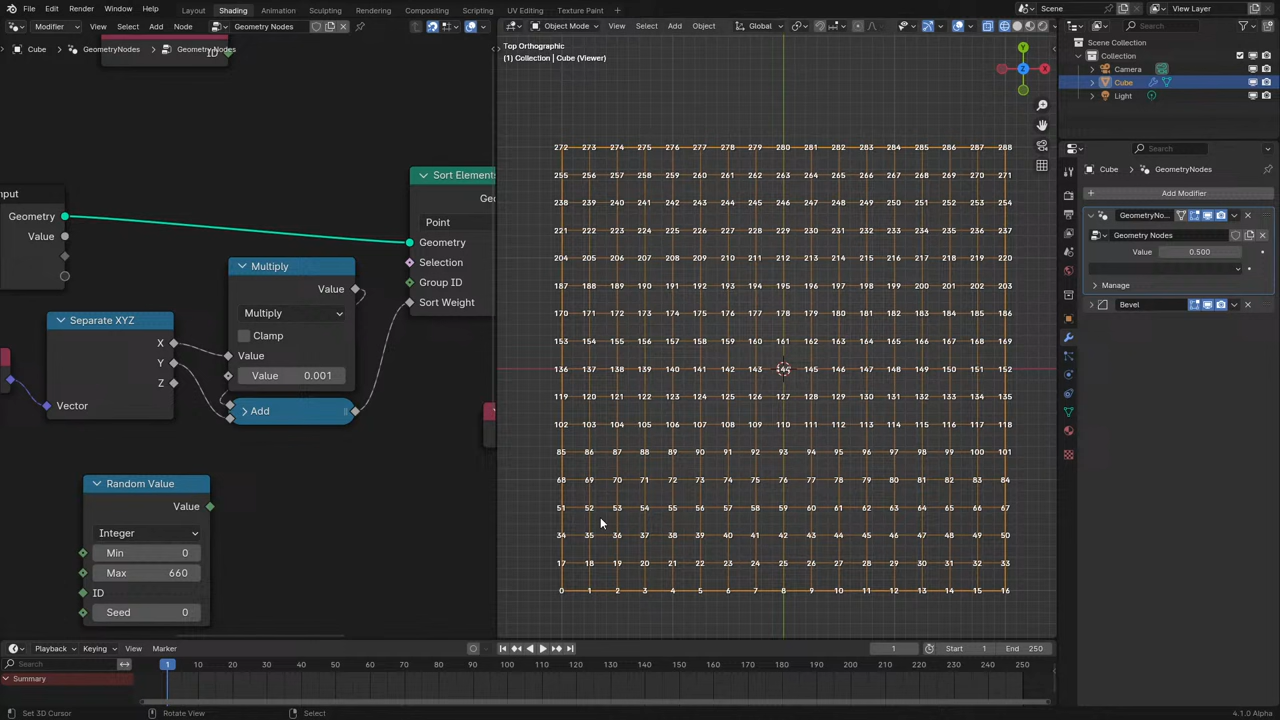 File Edit Render Window Help
Layout Shading Animation Sculpting Rendering Compositing Scripting UV Editing Texture Paint
Scene View Layer
Modifier View Select Add Node Geometry Nodes
Object Mode View Select Add Object Global Options
Search
Cube GeometryNodes Geometry Nodes
ID
Top Orthographic
(1) Collection | Cube (Viewer)
Y
Z
X
Scene Collection
Collection
Camera
Cube
Light
Search
Cube GeometryNodes
Add Modifier
GeometryNo...
Geometry Nodes
Value 0.500
Manage
Bevel
Geometry
Value
Separate XYZ
X
Y
Z
Vector
Multiply
Value
Multiply
Clamp
Value
Value 0.001
Add
Point
Geometry
Selection
Group ID
Sort Weight
Random Value
Value
Integer
Min 0
Max 660
ID
Seed 0
272 273 274 275 276 277 278 279 280 281 282 283 284 285 286 287 288
255 256 257 258 259 260 261 262 263 264 265 266 267 268 269 270 271
238 239 240 241 242 243 244 245 246 247 248 249 250 251 252 253 254
221 222 223 224 225 226 227 228 229 230 231 232 233 234 235 236 237
204 205 206 207 208 209 210 211 212 213 214 215 216 217 218 219 220
187 188 189 190 191 192 193 194 195 196 197 198 199 200 201 202 203
170 171 172 173 174 175 176 177 178 179 180 181 182 183 184 185 186
153 154 155 156 157 158 159 160 161 162 163 164 165 166 167 168 169
136 137 138 139 140 141 142 143 144 145 146 147 148 149 150 151 152
119 120 121 122 123 124 125 126 127 128 129 130 131 132 133 134 135
102 103 104 105 106 107 108 109 110 111 112 113 114 115 116 117 118
85 86 87 88 89 90 91 92 93 94 95 96 97 98 99 100 101
68 69 70 71 72 73 74 75 76 77 78 79 80 81 82 83 84
51 52 53 54 55 56 57 58 59 60 61 62 63 64 65 66 67
34 35 36 37 38 39 40 41 42 43 44 45 46 47 48 49 50
17 18 19 20 21 22 23 24 25 26 27 28 29 30 31 32 33
0 1 2 3 4 5 6 7 8 9 10 11 12 13 14 15 16
Playback Keying View Marker 1 Start 1 End 250
Search 1 10 20 30 40 50 60 70 80 90 100 110 120 130 140 150 160 170 180 190 200 210 220 230 240 250
Summary
Set 3D Cursor Rotate View Select 4.1.0 Alpha